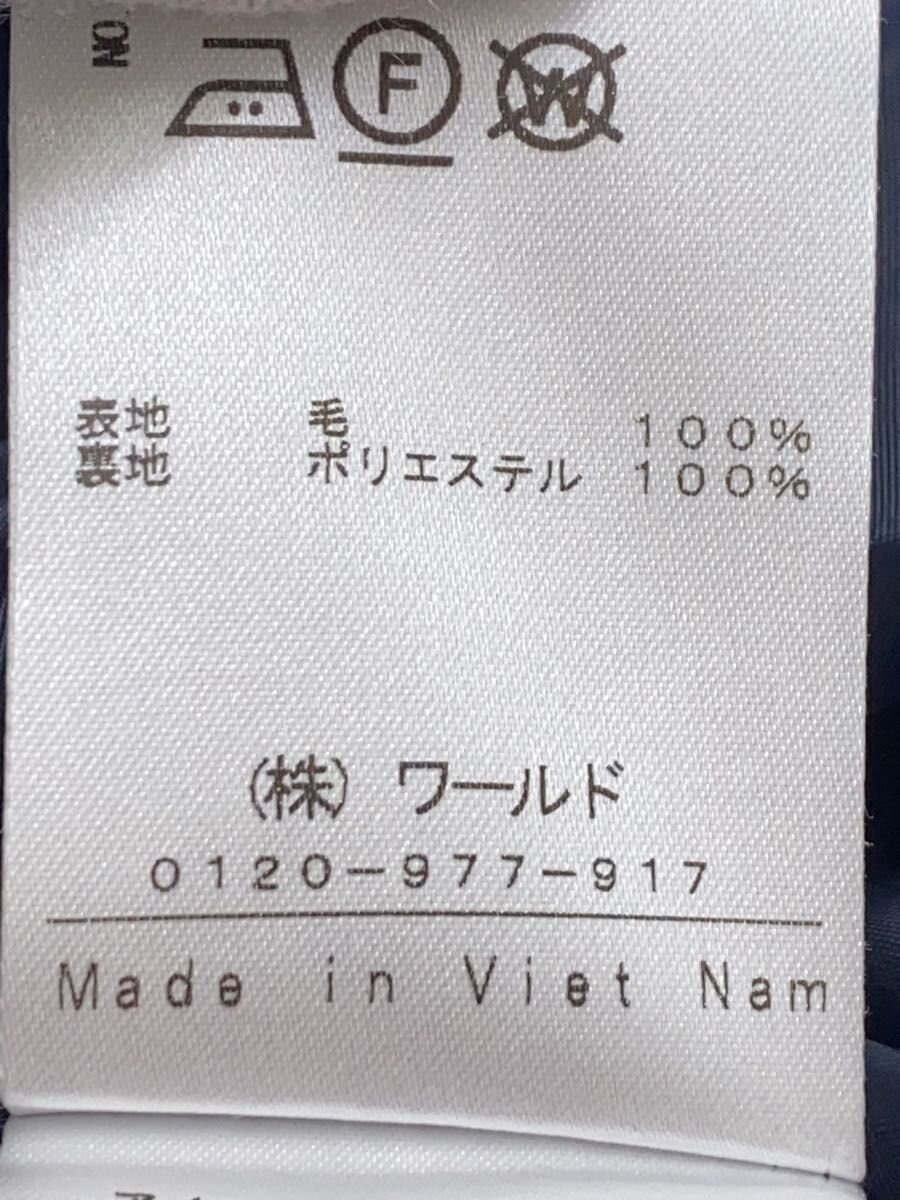 NO
F W
表地 毛 100%
裏地 ポリエステル 100%
(株) ワールド
0120-977-917
Made in Viet Nam